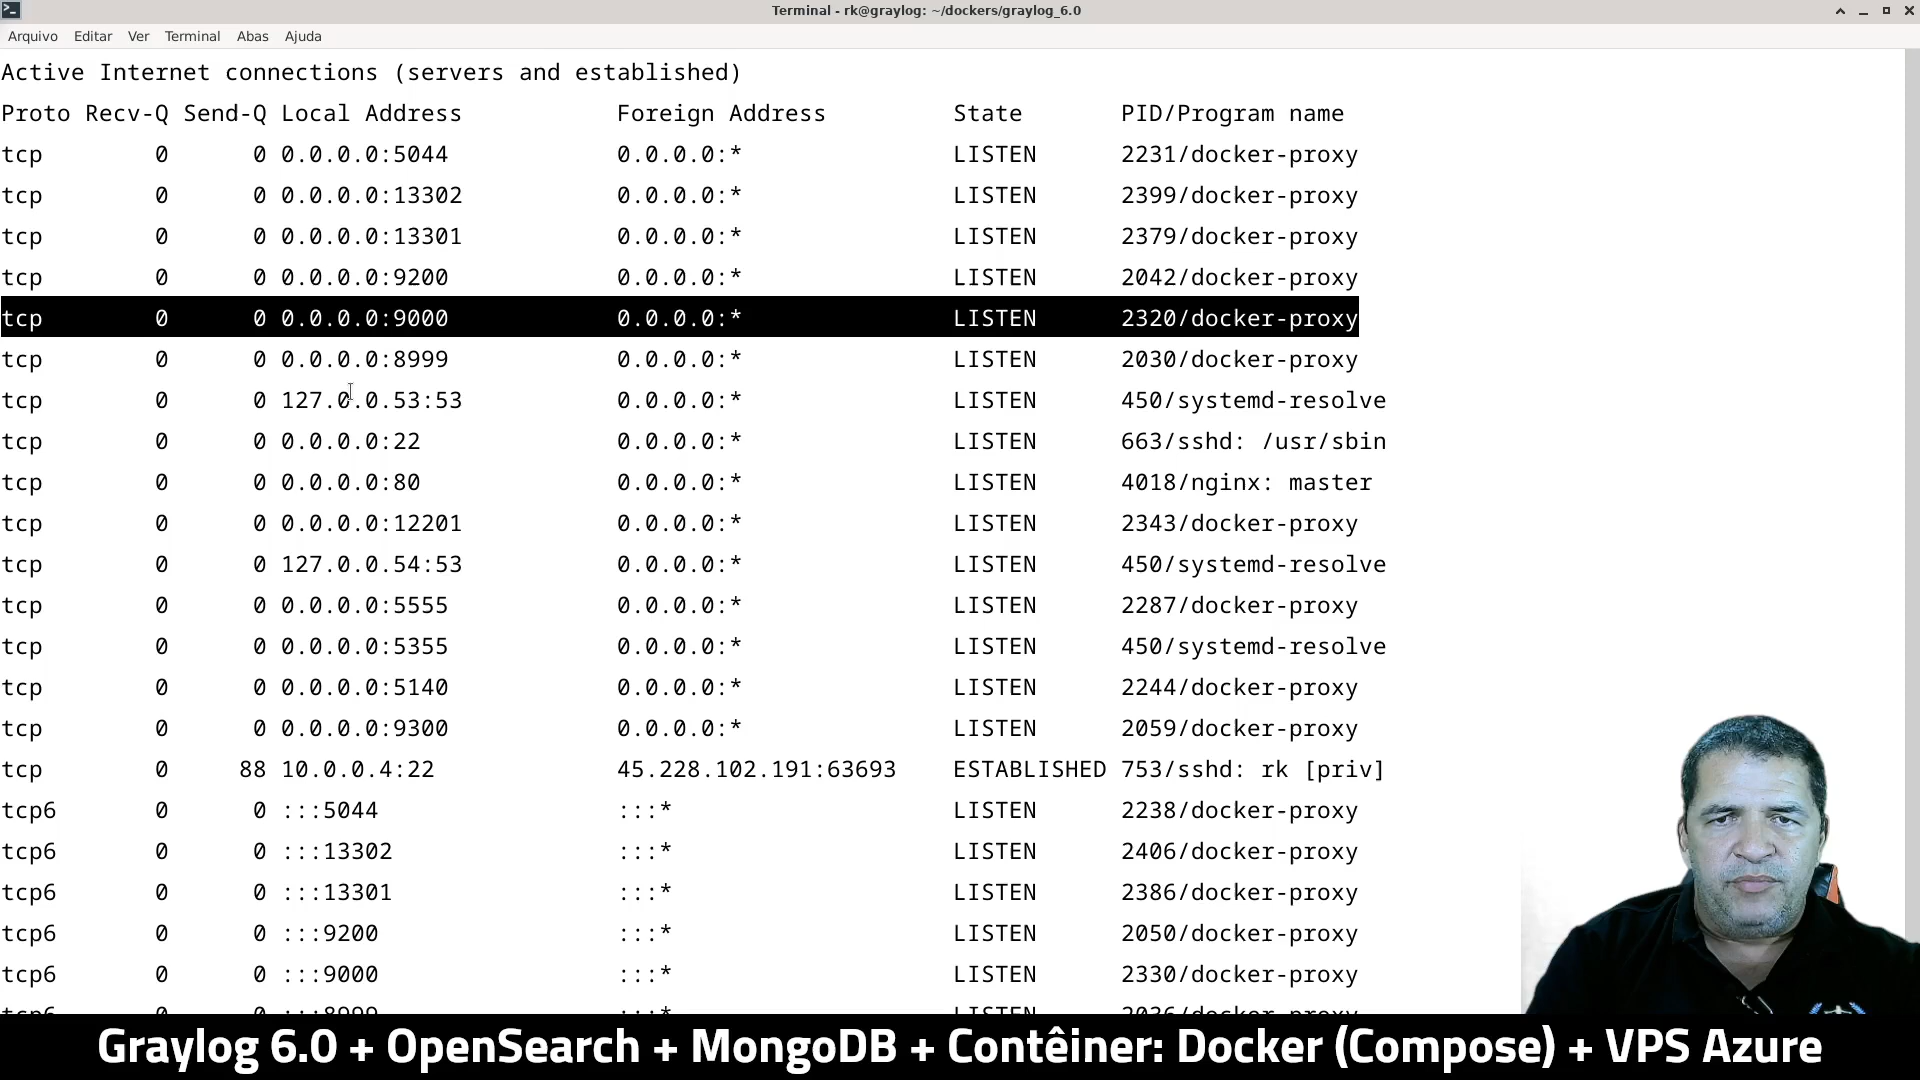 Terminal - rk@graylog: ~/dockers/graylog_6.0
Arquivo Editar Ver Terminal Abas Ajuda
Active Internet connections (servers and established)
Proto Recv-Q Send-Q Local Address Foreign Address State PID/Program name
tcp 0 0 0.0.0.0:5044 0.0.0.0:* LISTEN 2231/docker-proxy
tcp 0 0 0.0.0.0:13302 0.0.0.0:* LISTEN 2399/docker-proxy
tcp 0 0 0.0.0.0:13301 0.0.0.0:* LISTEN 2379/docker-proxy
tcp 0 0 0.0.0.0:9200 0.0.0.0:* LISTEN 2042/docker-proxy
tcp 0 0 0.0.0.0:9000 0.0.0.0:* LISTEN 2320/docker-proxy
tcp 0 0 0.0.0.0:8999 0.0.0.0:* LISTEN 2030/docker-proxy
tcp 0 0 127.0.0.53:53 0.0.0.0:* LISTEN 450/systemd-resolve
tcp 0 0 0.0.0.0:22 0.0.0.0:* LISTEN 663/sshd: /usr/sbin
tcp 0 0 0.0.0.0:80 0.0.0.0:* LISTEN 4018/nginx: master
tcp 0 0 0.0.0.0:12201 0.0.0.0:* LISTEN 2343/docker-proxy
tcp 0 0 127.0.0.54:53 0.0.0.0:* LISTEN 450/systemd-resolve
tcp 0 0 0.0.0.0:5555 0.0.0.0:* LISTEN 2287/docker-proxy
tcp 0 0 0.0.0.0:5355 0.0.0.0:* LISTEN 450/systemd-resolve
tcp 0 0 0.0.0.0:5140 0.0.0.0:* LISTEN 2244/docker-proxy
tcp 0 0 0.0.0.0:9300 0.0.0.0:* LISTEN 2059/docker-proxy
tcp 0 88 10.0.0.4:22 45.228.102.191:63693 ESTABLISHED 753/sshd: rk [priv]
tcp6 0 0 :::5044 :::* LISTEN 2238/docker-proxy
tcp6 0 0 :::13302 :::* LISTEN 2406/docker-proxy
tcp6 0 0 :::13301 :::* LISTEN 2386/docker-proxy
tcp6 0 0 :::9200 :::* LISTEN 2050/docker-proxy
tcp6 0 0 :::9000 :::* LISTEN 2330/docker-proxy
tcp6 0 0 :::8999 :::* LISTEN 2036/docker-proxy
Graylog 6.0 + OpenSearch + MongoDB + Contêiner: Docker (Compose) + VPS Azure